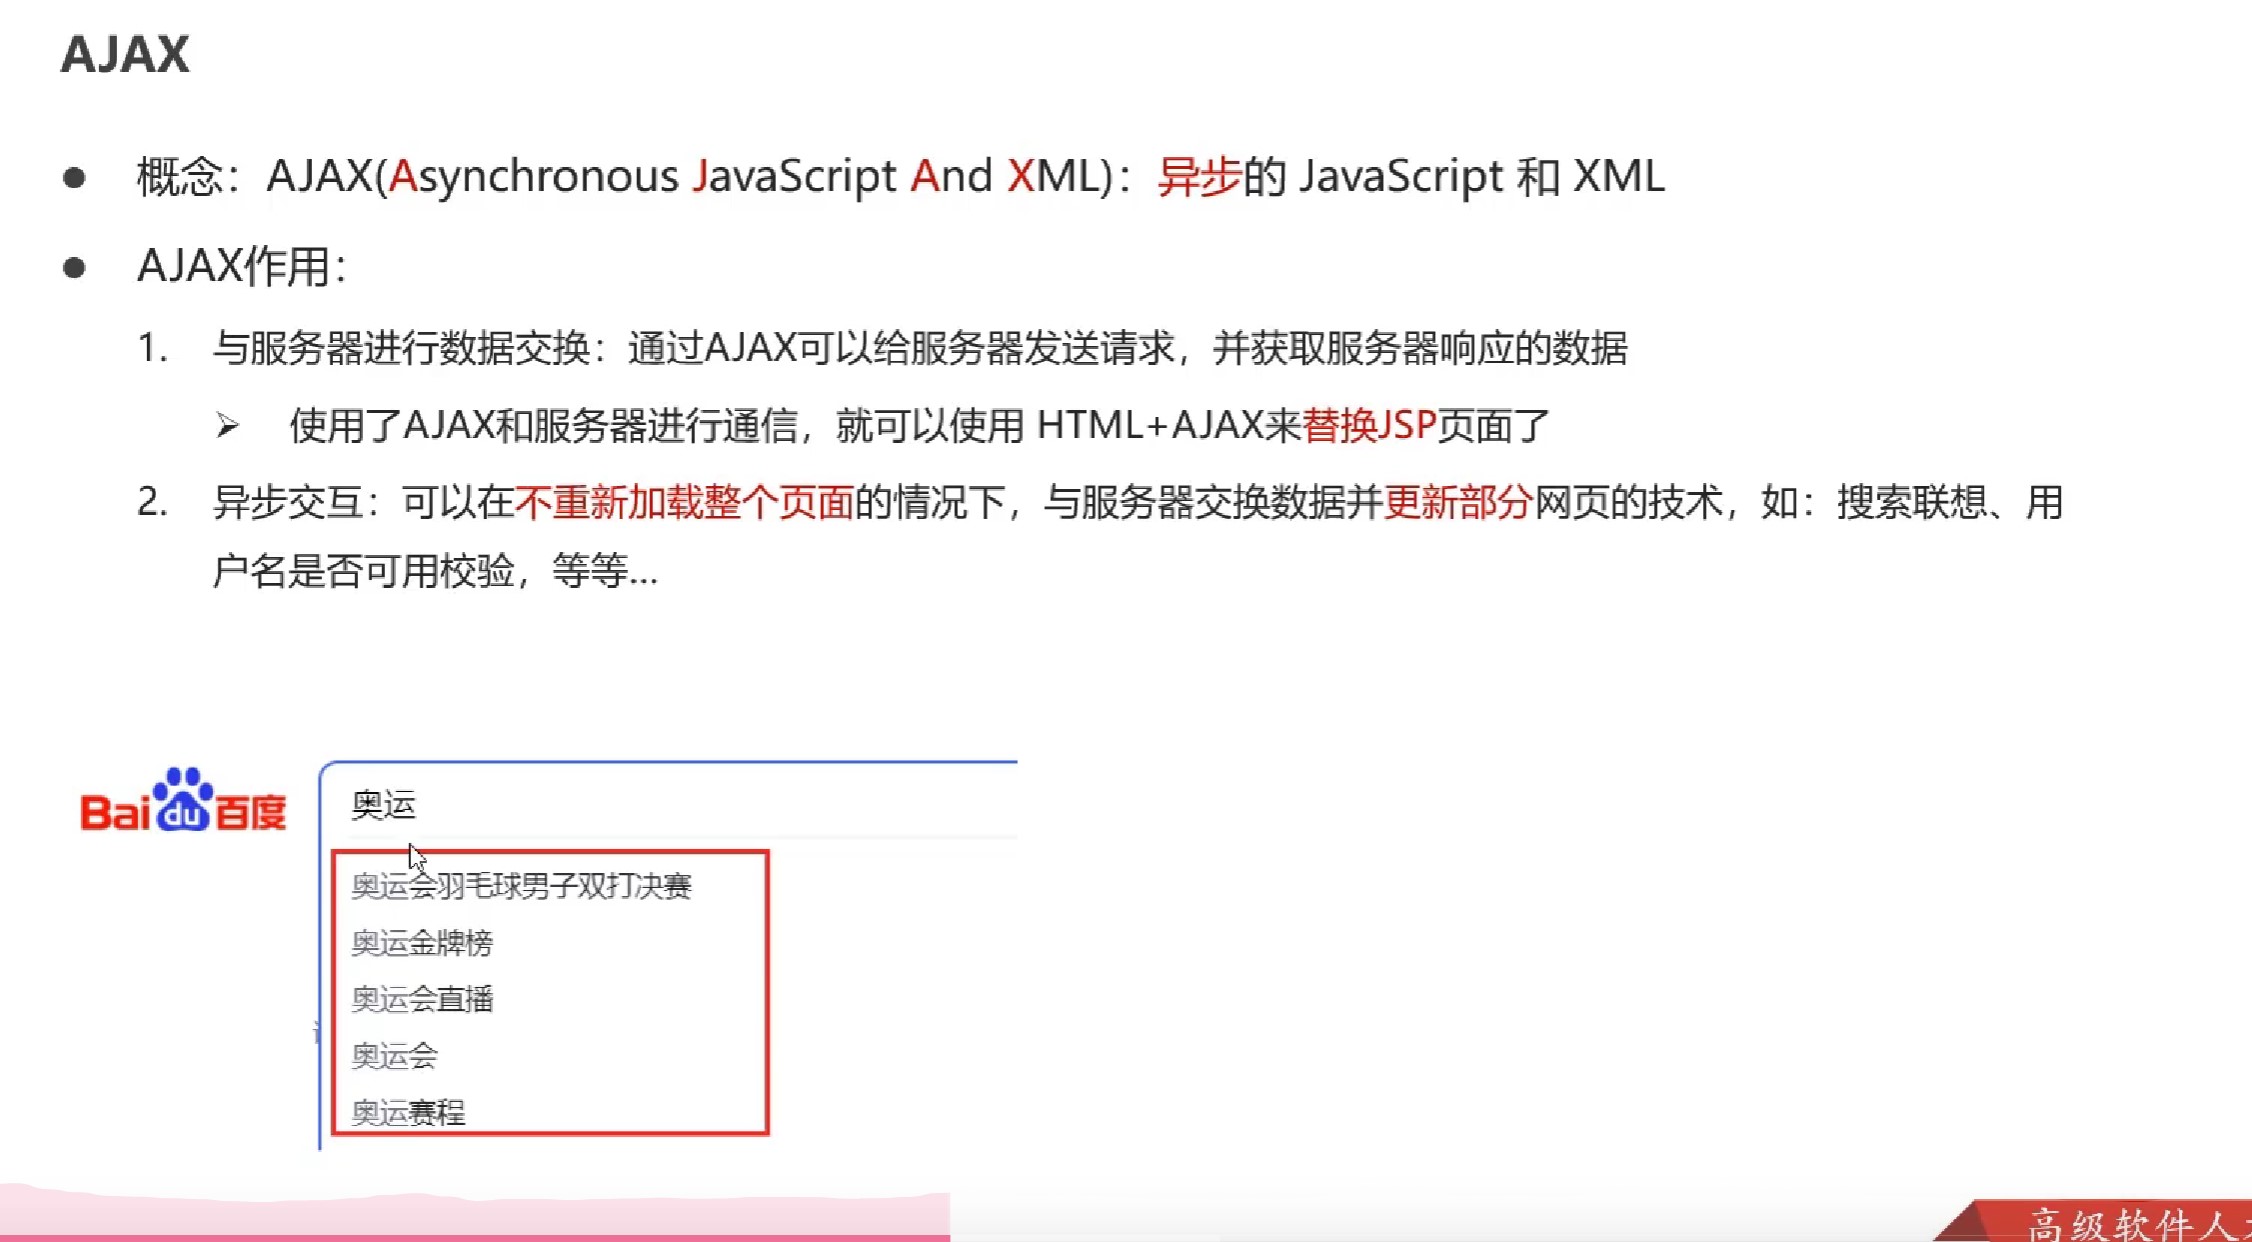 AJAX
● 概念：AJAX(Asynchronous JavaScript And XML)：异步的 JavaScript 和 XML
● AJAX作用：
1. 与服务器进行数据交换：通过AJAX可以给服务器发送请求，并获取服务器响应的数据
➢ 使用了AJAX和服务器进行通信，就可以使用 HTML+AJAX来替换JSP页面了
2. 异步交互：可以在不重新加载整个页面的情况下，与服务器交换数据并更新部分网页的技术，如：搜索联想、用
户名是否可用校验，等等...
Bai du 百度
奥运
奥运会羽毛球男子双打决赛
奥运金牌榜
奥运会直播
奥运会
奥运赛程
高级软件人